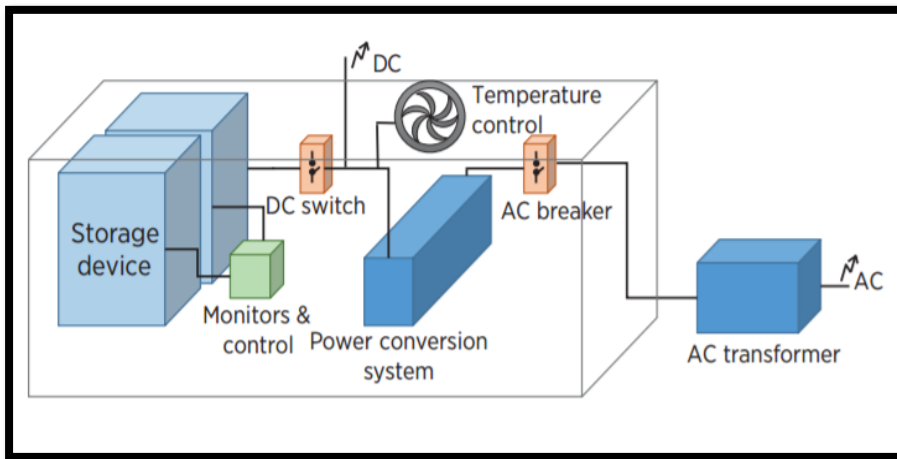 DC
Temperature
control
DC switch
AC breaker
Storage
device
Monitors &
control
Power conversion
system
AC
AC transformer